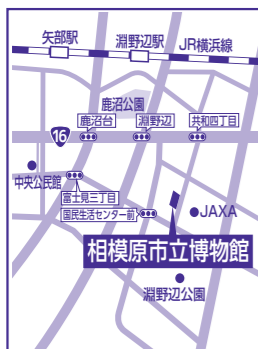 矢部駅
淵野辺駅
JR横浜線
鹿沼公園
16
鹿沼台
淵野辺
共和四丁目
中央公民館
富士見三丁目
国民生活センター前
JAXA
相模原市立博物館
淵野辺公園